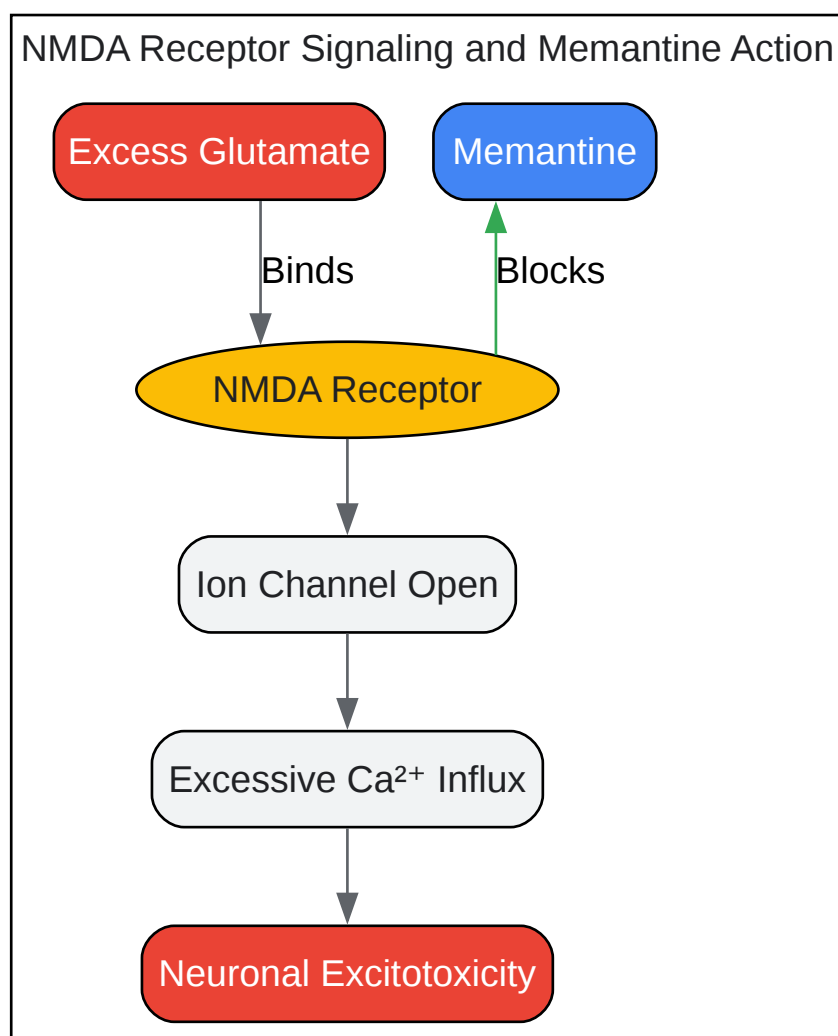 NMDA Receptor Signaling and Memantine Action
Excess Glutamate
Memantine
Binds
Blocks
NMDA Receptor
Ion Channel Open
Excessive Ca²⁺ Influx
Neuronal Excitotoxicity